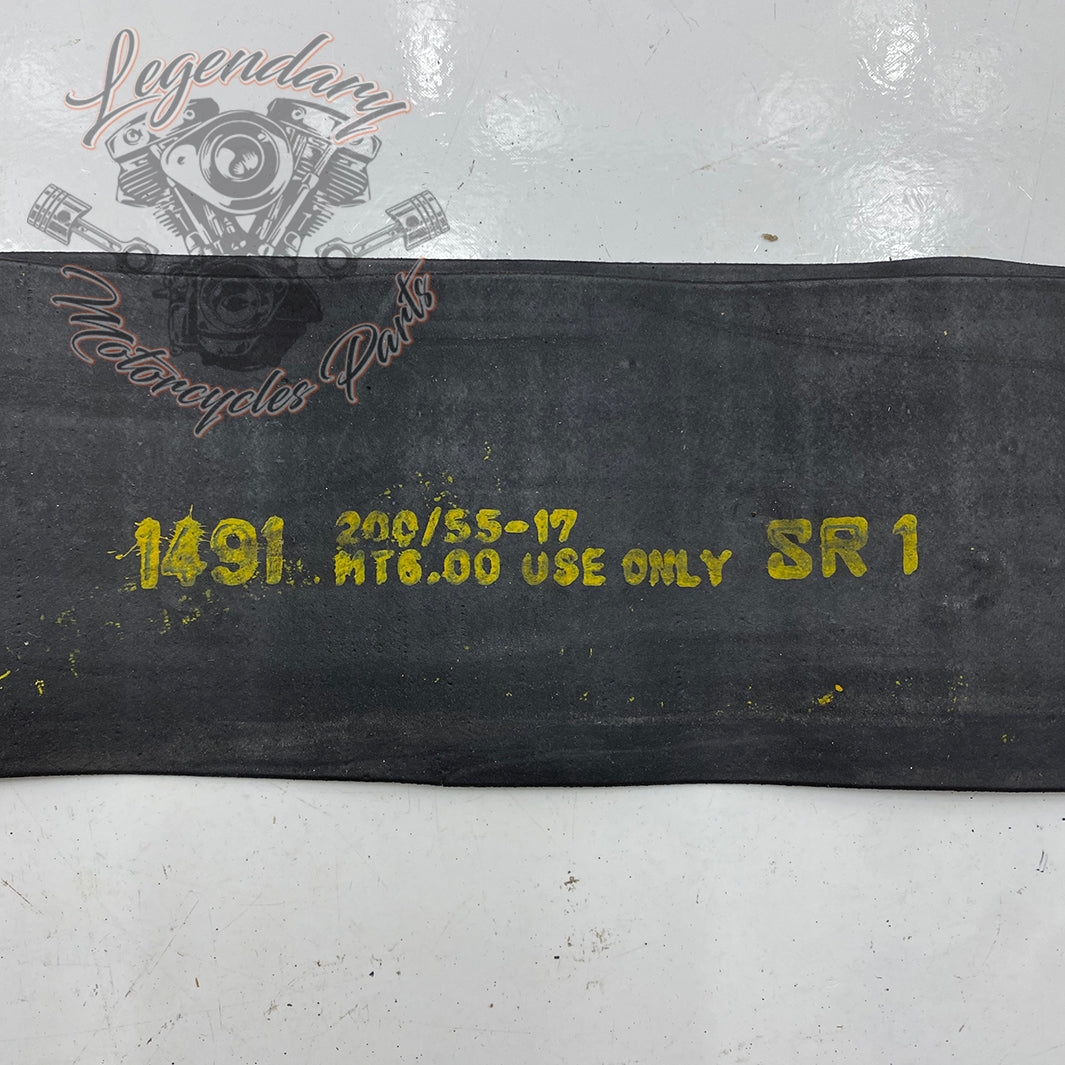 Legendary
Motorcycles Parts
1491 200/55-17 SR 1
MT6.00 USE ONLY